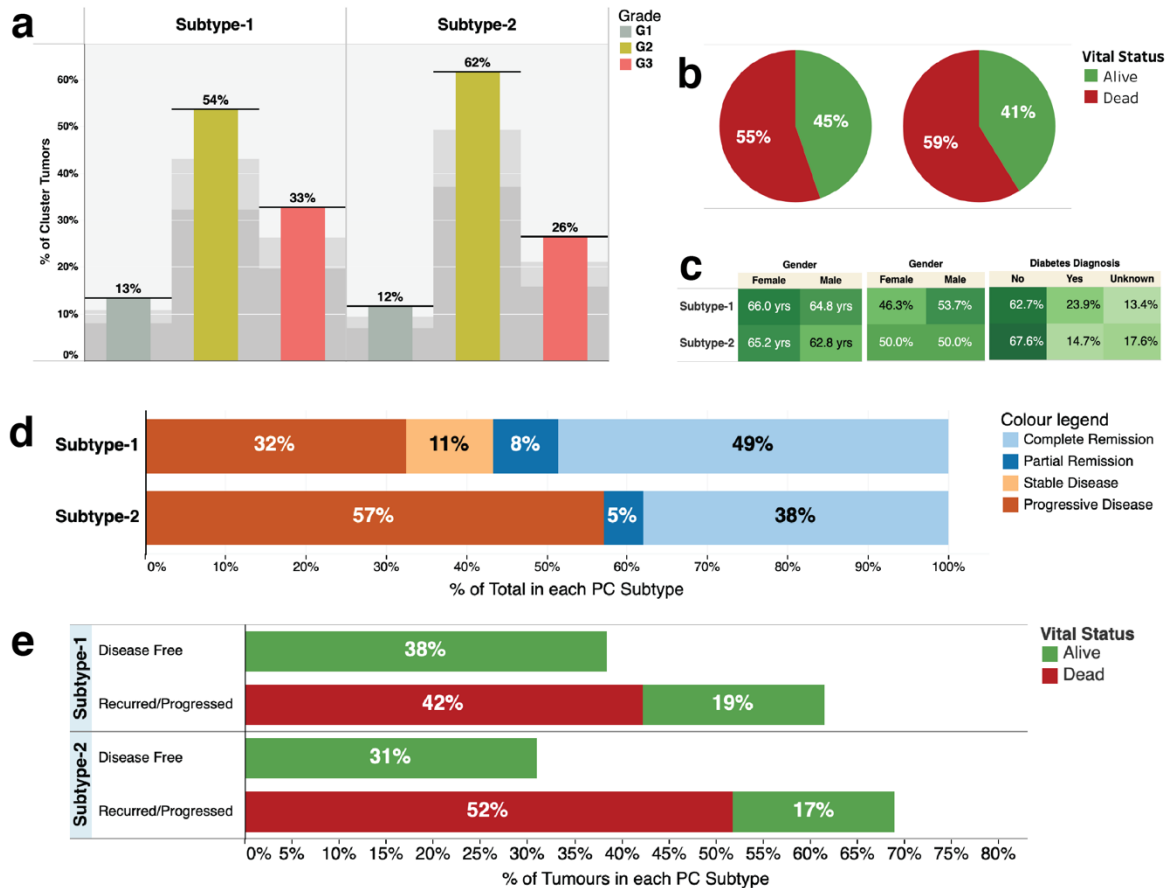 a
Subtype-1 Subtype-2
Grade
G1
G2
G3
% of Cluster Tumors
60%
50%
40%
30%
20%
10%
0%
13%
54%
33%
12%
62%
26%
b
55% 45%
59% 41%
Vital Status
Alive
Dead
c
Gender Gender Diabetes Diagnosis
Female Male Female Male No Yes Unknown
Subtype-1 66.0 yrs 64.8 yrs 46.3% 53.7% 62.7% 23.9% 13.4%
Subtype-2 65.2 yrs 62.8 yrs 50.0% 50.0% 67.6% 14.7% 17.6%
d
Subtype-1 32% 11% 8% 49%
Subtype-2 57% 5% 38%
0% 10% 20% 30% 40% 50% 60% 70% 80% 90% 100%
% of Total in each PC Subtype
Colour legend
Complete Remission
Partial Remission
Stable Disease
Progressive Disease
e
Subtype-1
Disease Free 38%
Recurred/Progressed 42% 19%
Subtype-2
Disease Free 31%
Recurred/Progressed 52% 17%
0% 5% 10% 15% 20% 25% 30% 35% 40% 45% 50% 55% 60% 65% 70% 75% 80%
% of Tumours in each PC Subtype
Vital Status
Alive
Dead